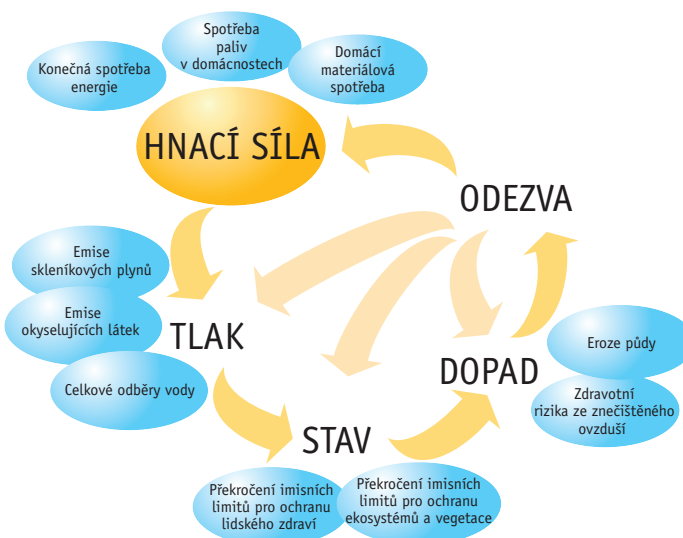 Spotřeba
paliv
v domácnostech
Konečná spotřeba
energie
Domácí
materiálová
spotřeba
HNACÍ SÍLA
ODEZVA
Emise
skleníkových plynů
Emise
okyselujících látek
TLAK
Celkové odběry vody
Eroze půdy
DOPAD
Zdravotní
rizika ze znečištěného
ovzduší
STAV
Překročení imisních
limitů pro ochranu
lidského zdraví
Překročení imisních
limitů pro ochranu
ekosystémů a vegetace